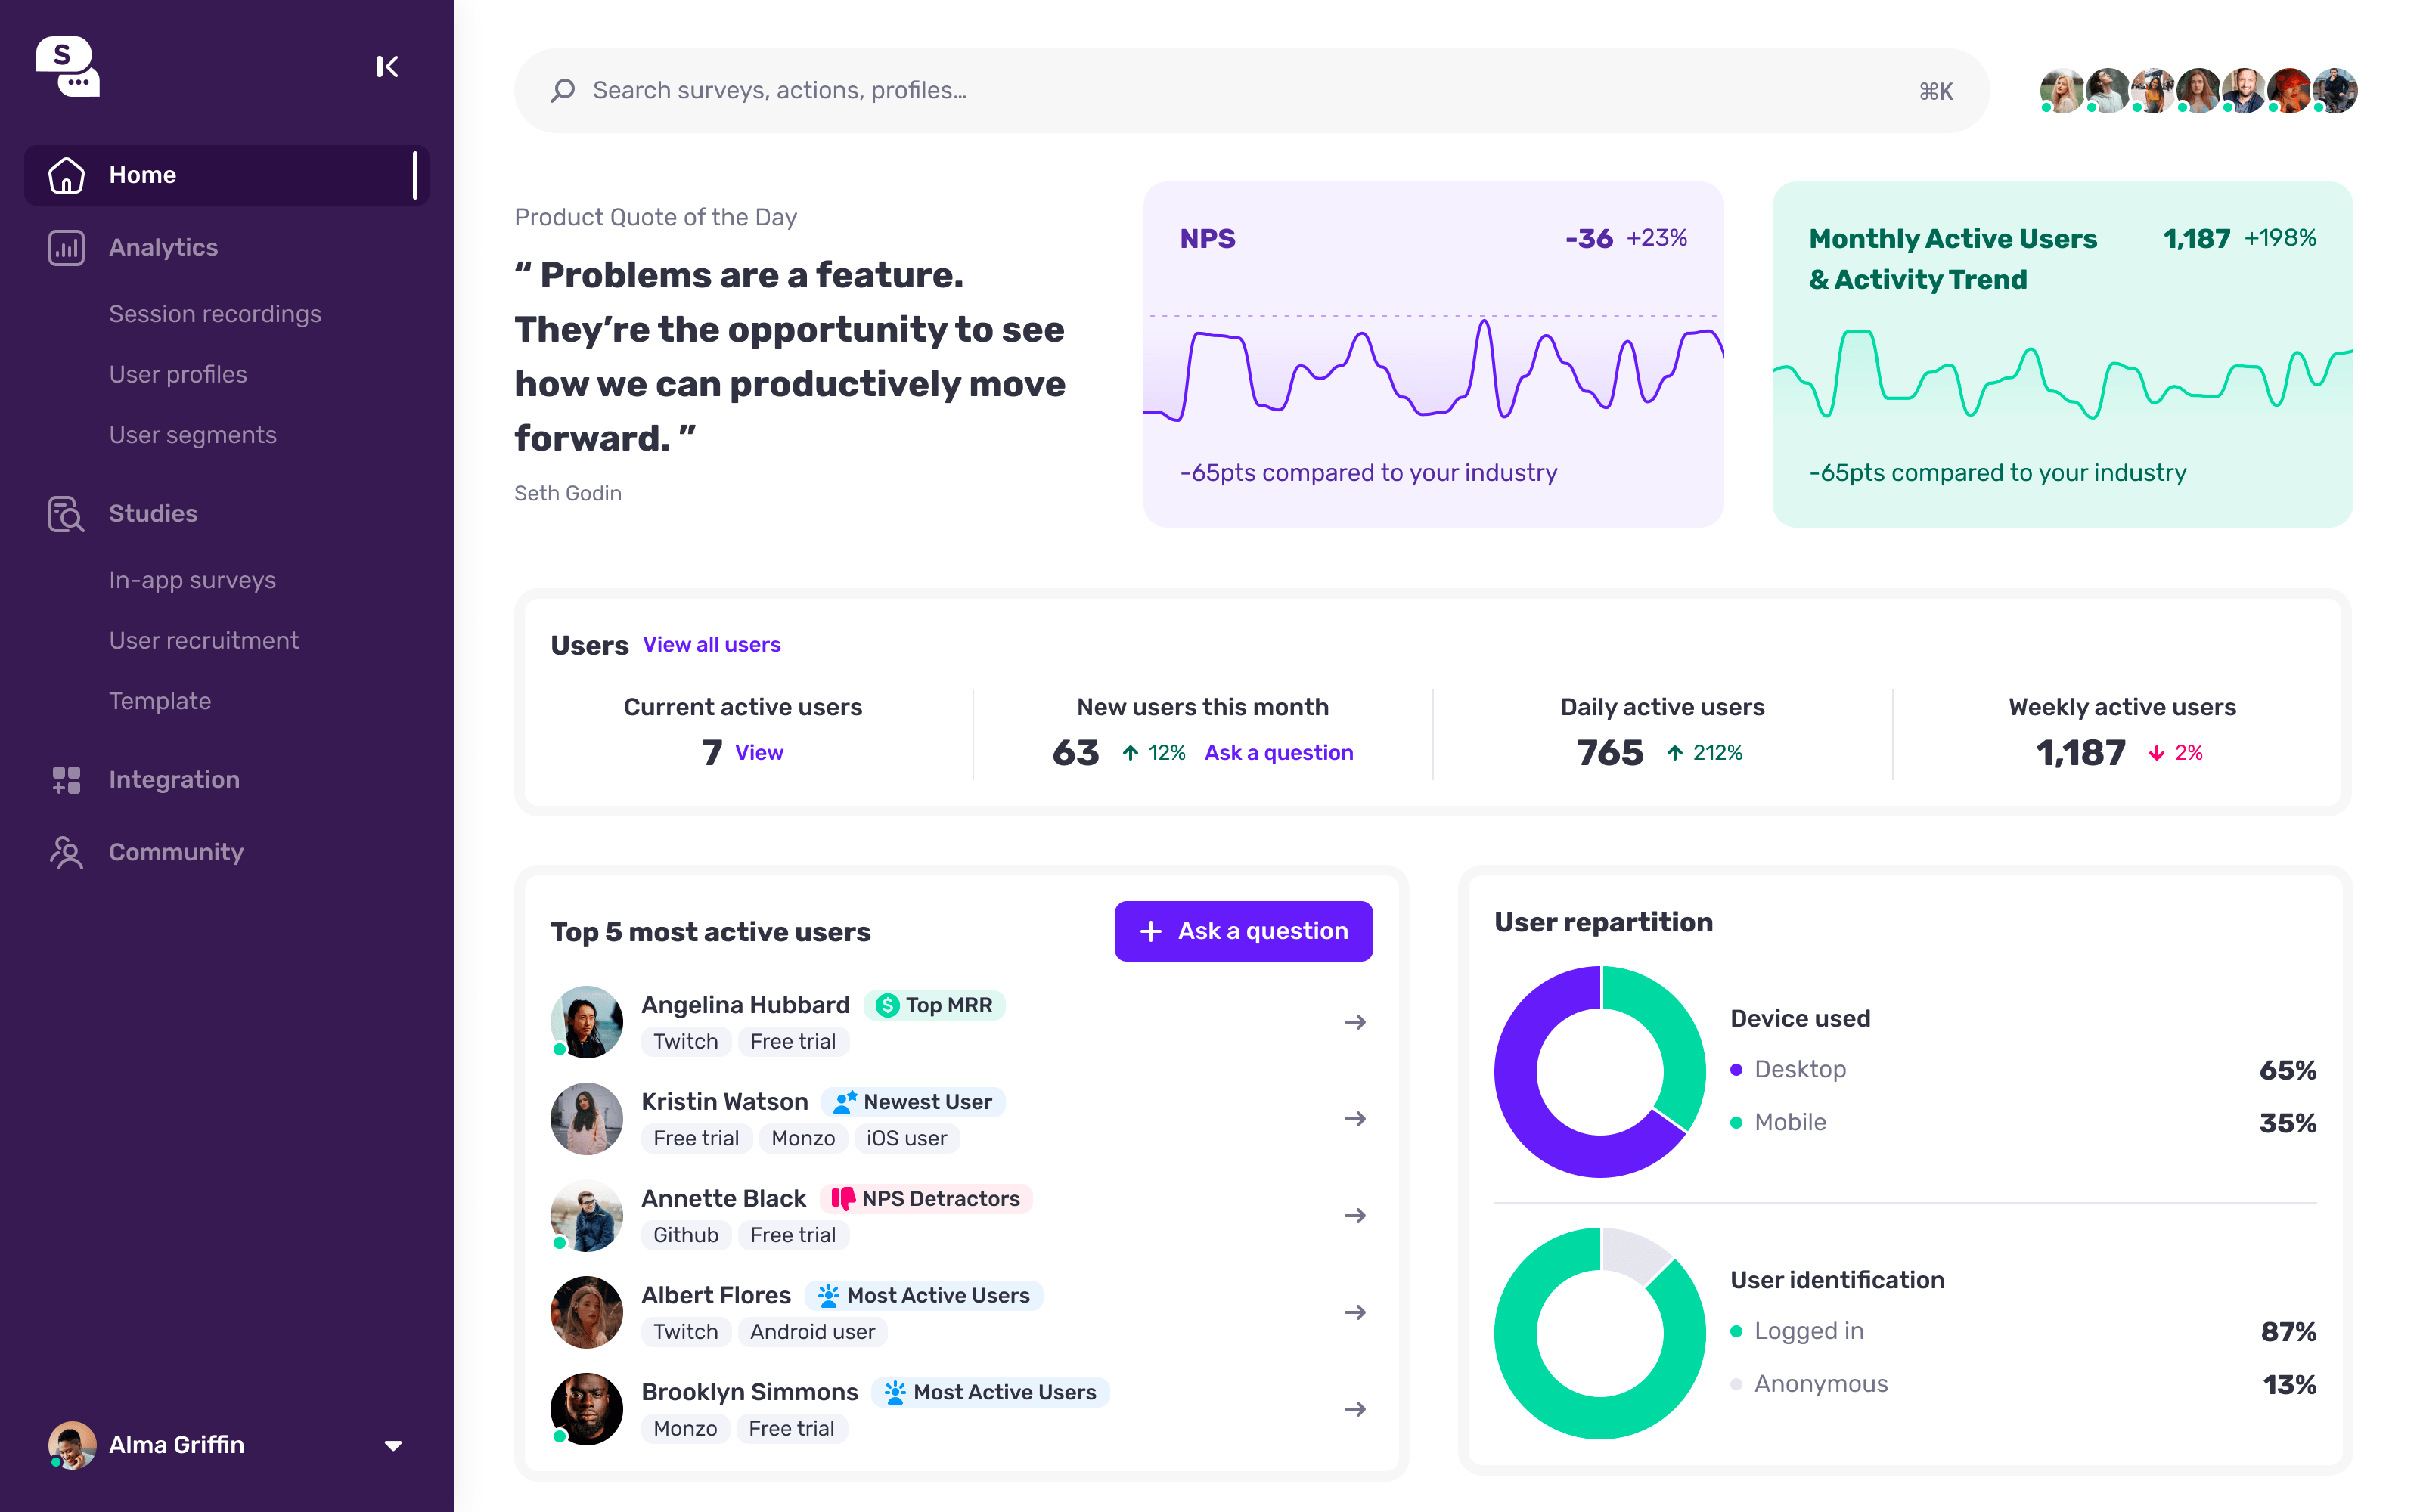 S
Home
Analytics
Session recordings
User profiles
User segments
Studies
In-app surveys
User recruitment
Template
Integration
Community
Alma Griffin
Search surveys, actions, profiles...
⌘K
Product Quote of the Day
“ Problems are a feature.
They’re the opportunity to see
how we can productively move
forward. ”
Seth Godin
NPS
-36 +23%
-65pts compared to your industry
Monthly Active Users
& Activity Trend
1,187 +198%
-65pts compared to your industry
Users View all users
Current active users
7 View
New users this month
63 ↑ 12% Ask a question
Daily active users
765 ↑ 212%
Weekly active users
1,187 ↓ 2%
Top 5 most active users
+ Ask a question
Angelina Hubbard $ Top MRR
Twitch Free trial
Kristin Watson Newest User
Free trial Monzo iOS user
Annette Black NPS Detractors
Github Free trial
Albert Flores Most Active Users
Twitch Android user
Brooklyn Simmons Most Active Users
Monzo Free trial
User repartition
Device used
Desktop 65%
Mobile 35%
User identification
Logged in 87%
Anonymous 13%